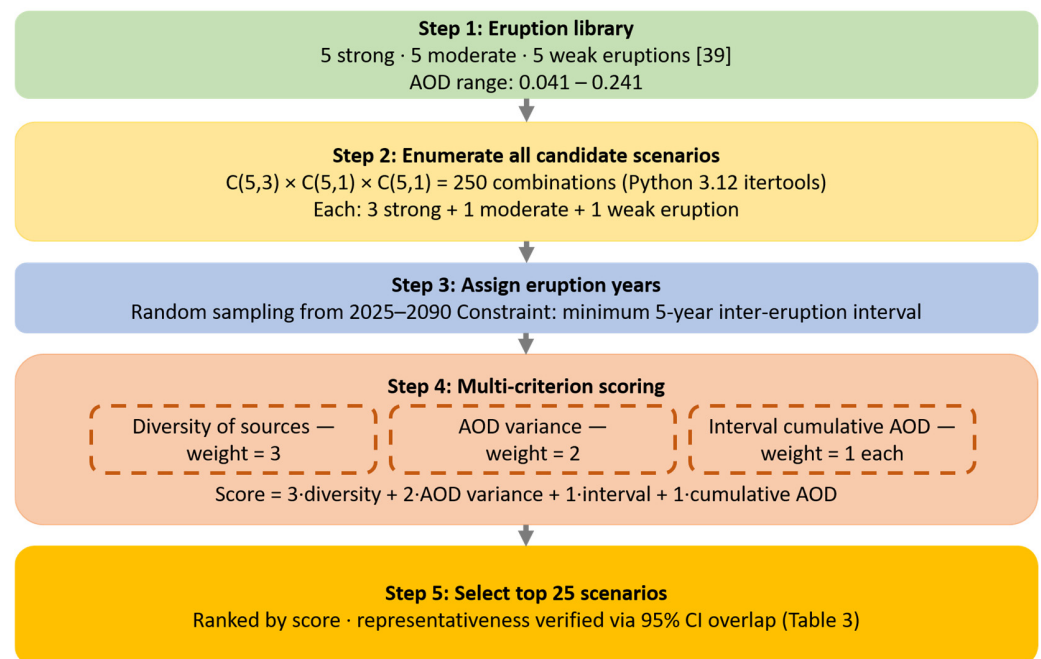 Step 1: Eruption library
5 strong · 5 moderate · 5 weak eruptions [39]
AOD range: 0.041 – 0.241
Step 2: Enumerate all candidate scenarios
C(5,3) × C(5,1) × C(5,1) = 250 combinations (Python 3.12 itertools)
Each: 3 strong + 1 moderate + 1 weak eruption
Step 3: Assign eruption years
Random sampling from 2025–2090 Constraint: minimum 5-year inter-eruption interval
Step 4: Multi-criterion scoring
Diversity of sources —
weight = 3
AOD variance —
weight = 2
Interval cumulative AOD —
weight = 1 each
Score = 3·diversity + 2·AOD variance + 1·interval + 1·cumulative AOD
Step 5: Select top 25 scenarios
Ranked by score · representativeness verified via 95% CI overlap (Table 3)